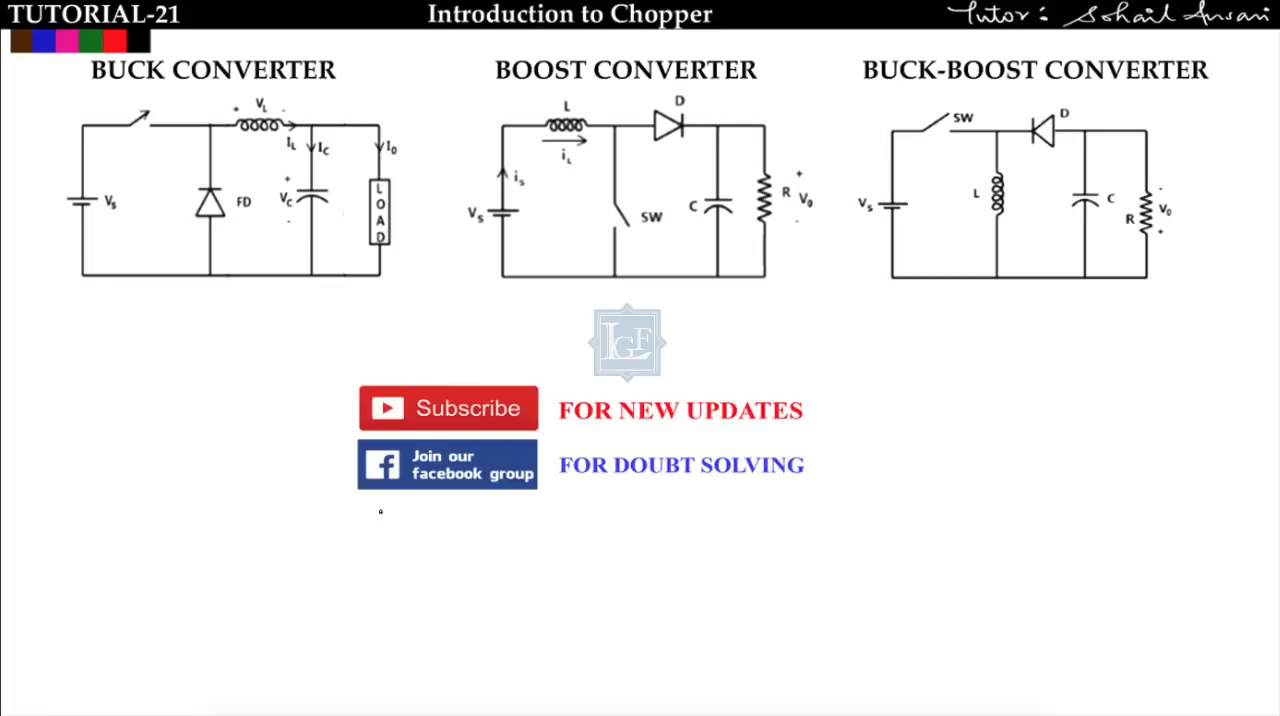 TUTORIAL-21
Introduction to Chopper
Tutor: Sohail Ansari
BUCK CONVERTER
BOOST CONVERTER
BUCK-BOOST CONVERTER
+ VL -
IL
IC
I0
Vs
FD
+
VC
-
LOAD
L
D
iL
is
Vs
SW
C
R
+
V0
-
SW
D
Vs
L
C
R
-
V0
+
LGF
Subscribe
FOR NEW UPDATES
Join our
facebook group
FOR DOUBT SOLVING